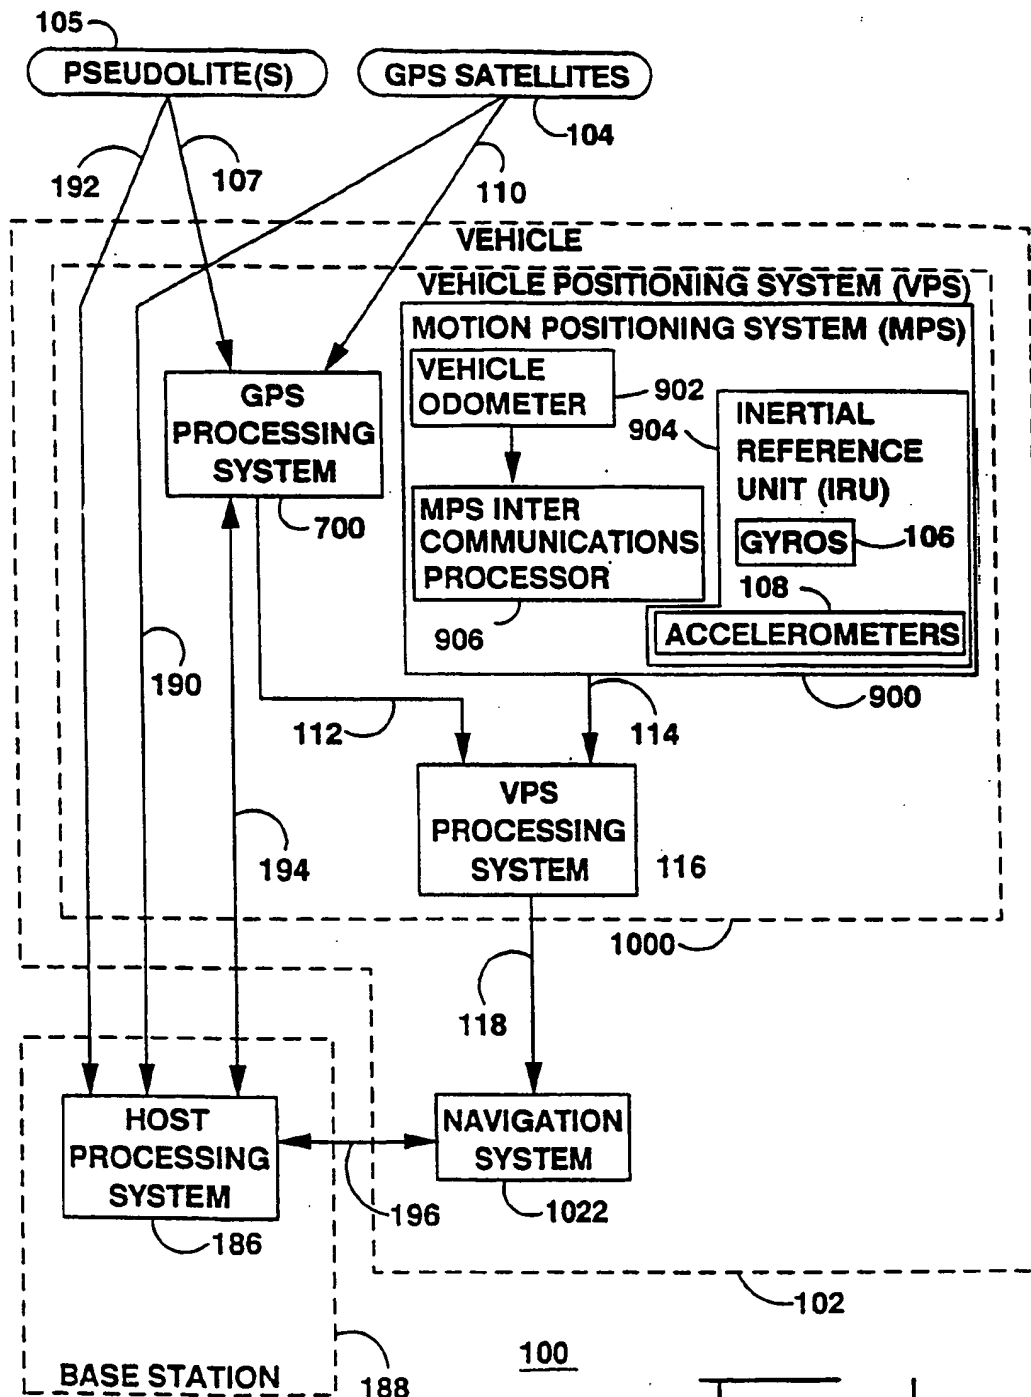 105
PSEUDOLITE(S)
GPS SATELLITES
104
192
107
110
VEHICLE
VEHICLE POSITIONING SYSTEM (VPS)
MOTION POSITIONING SYSTEM (MPS)
VEHICLE
ODOMETER
902
904
INERTIAL
REFERENCE
UNIT (IRU)
GPS
PROCESSING
SYSTEM
700
MPS INTER
COMMUNICATIONS
PROCESSOR
906
GYROS
106
108
ACCELEROMETERS
190
900
112
114
VPS
PROCESSING
SYSTEM
116
194
1000
118
HOST
PROCESSING
SYSTEM
186
NAVIGATION
SYSTEM
196
1022
102
100
BASE STATION
188